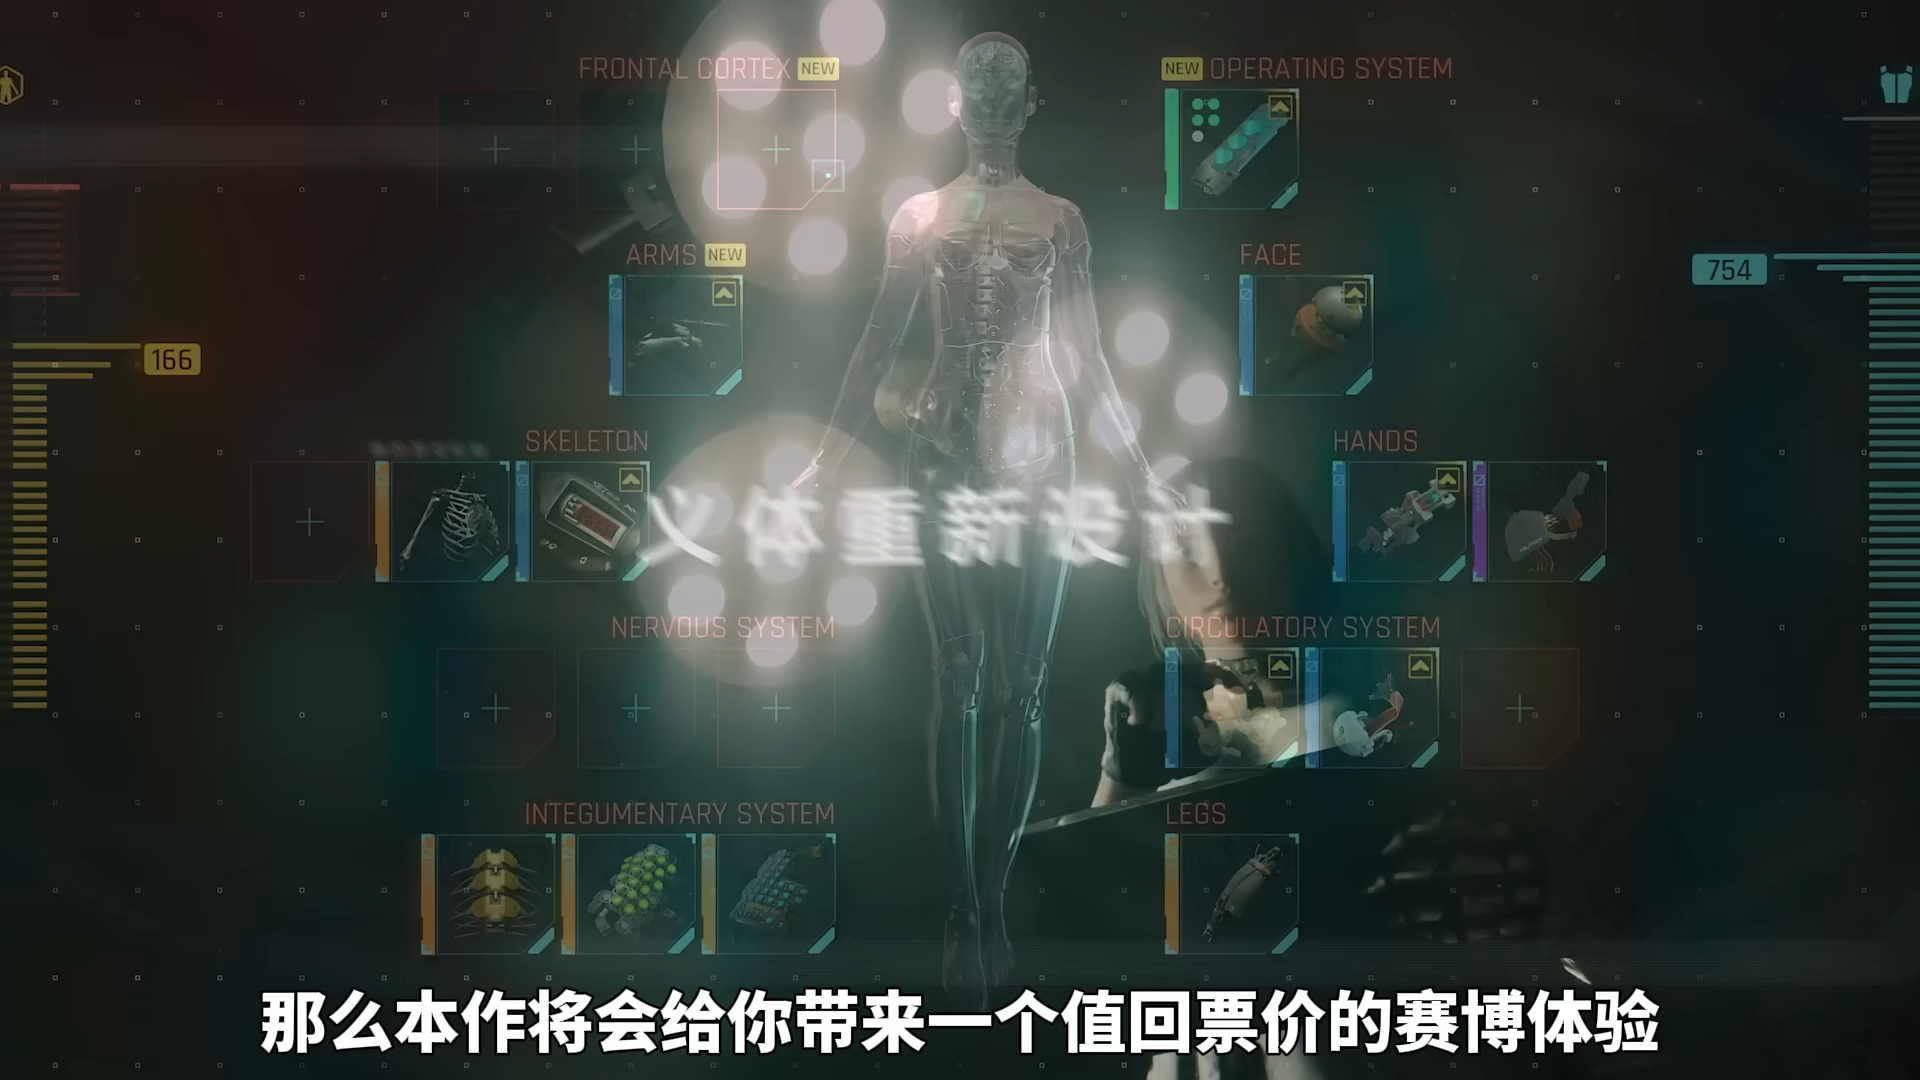 FRONTAL CORTEX NEW
NEW OPERATING SYSTEM
ARMS NEW
FACE
754
166
SKELETON
HANDS
义体重新设计
NERVOUS SYSTEM
CIRCULATORY SYSTEM
INTEGUMENTARY SYSTEM
LEGS
那么本作将会给你带来一个值回票价的赛博体验